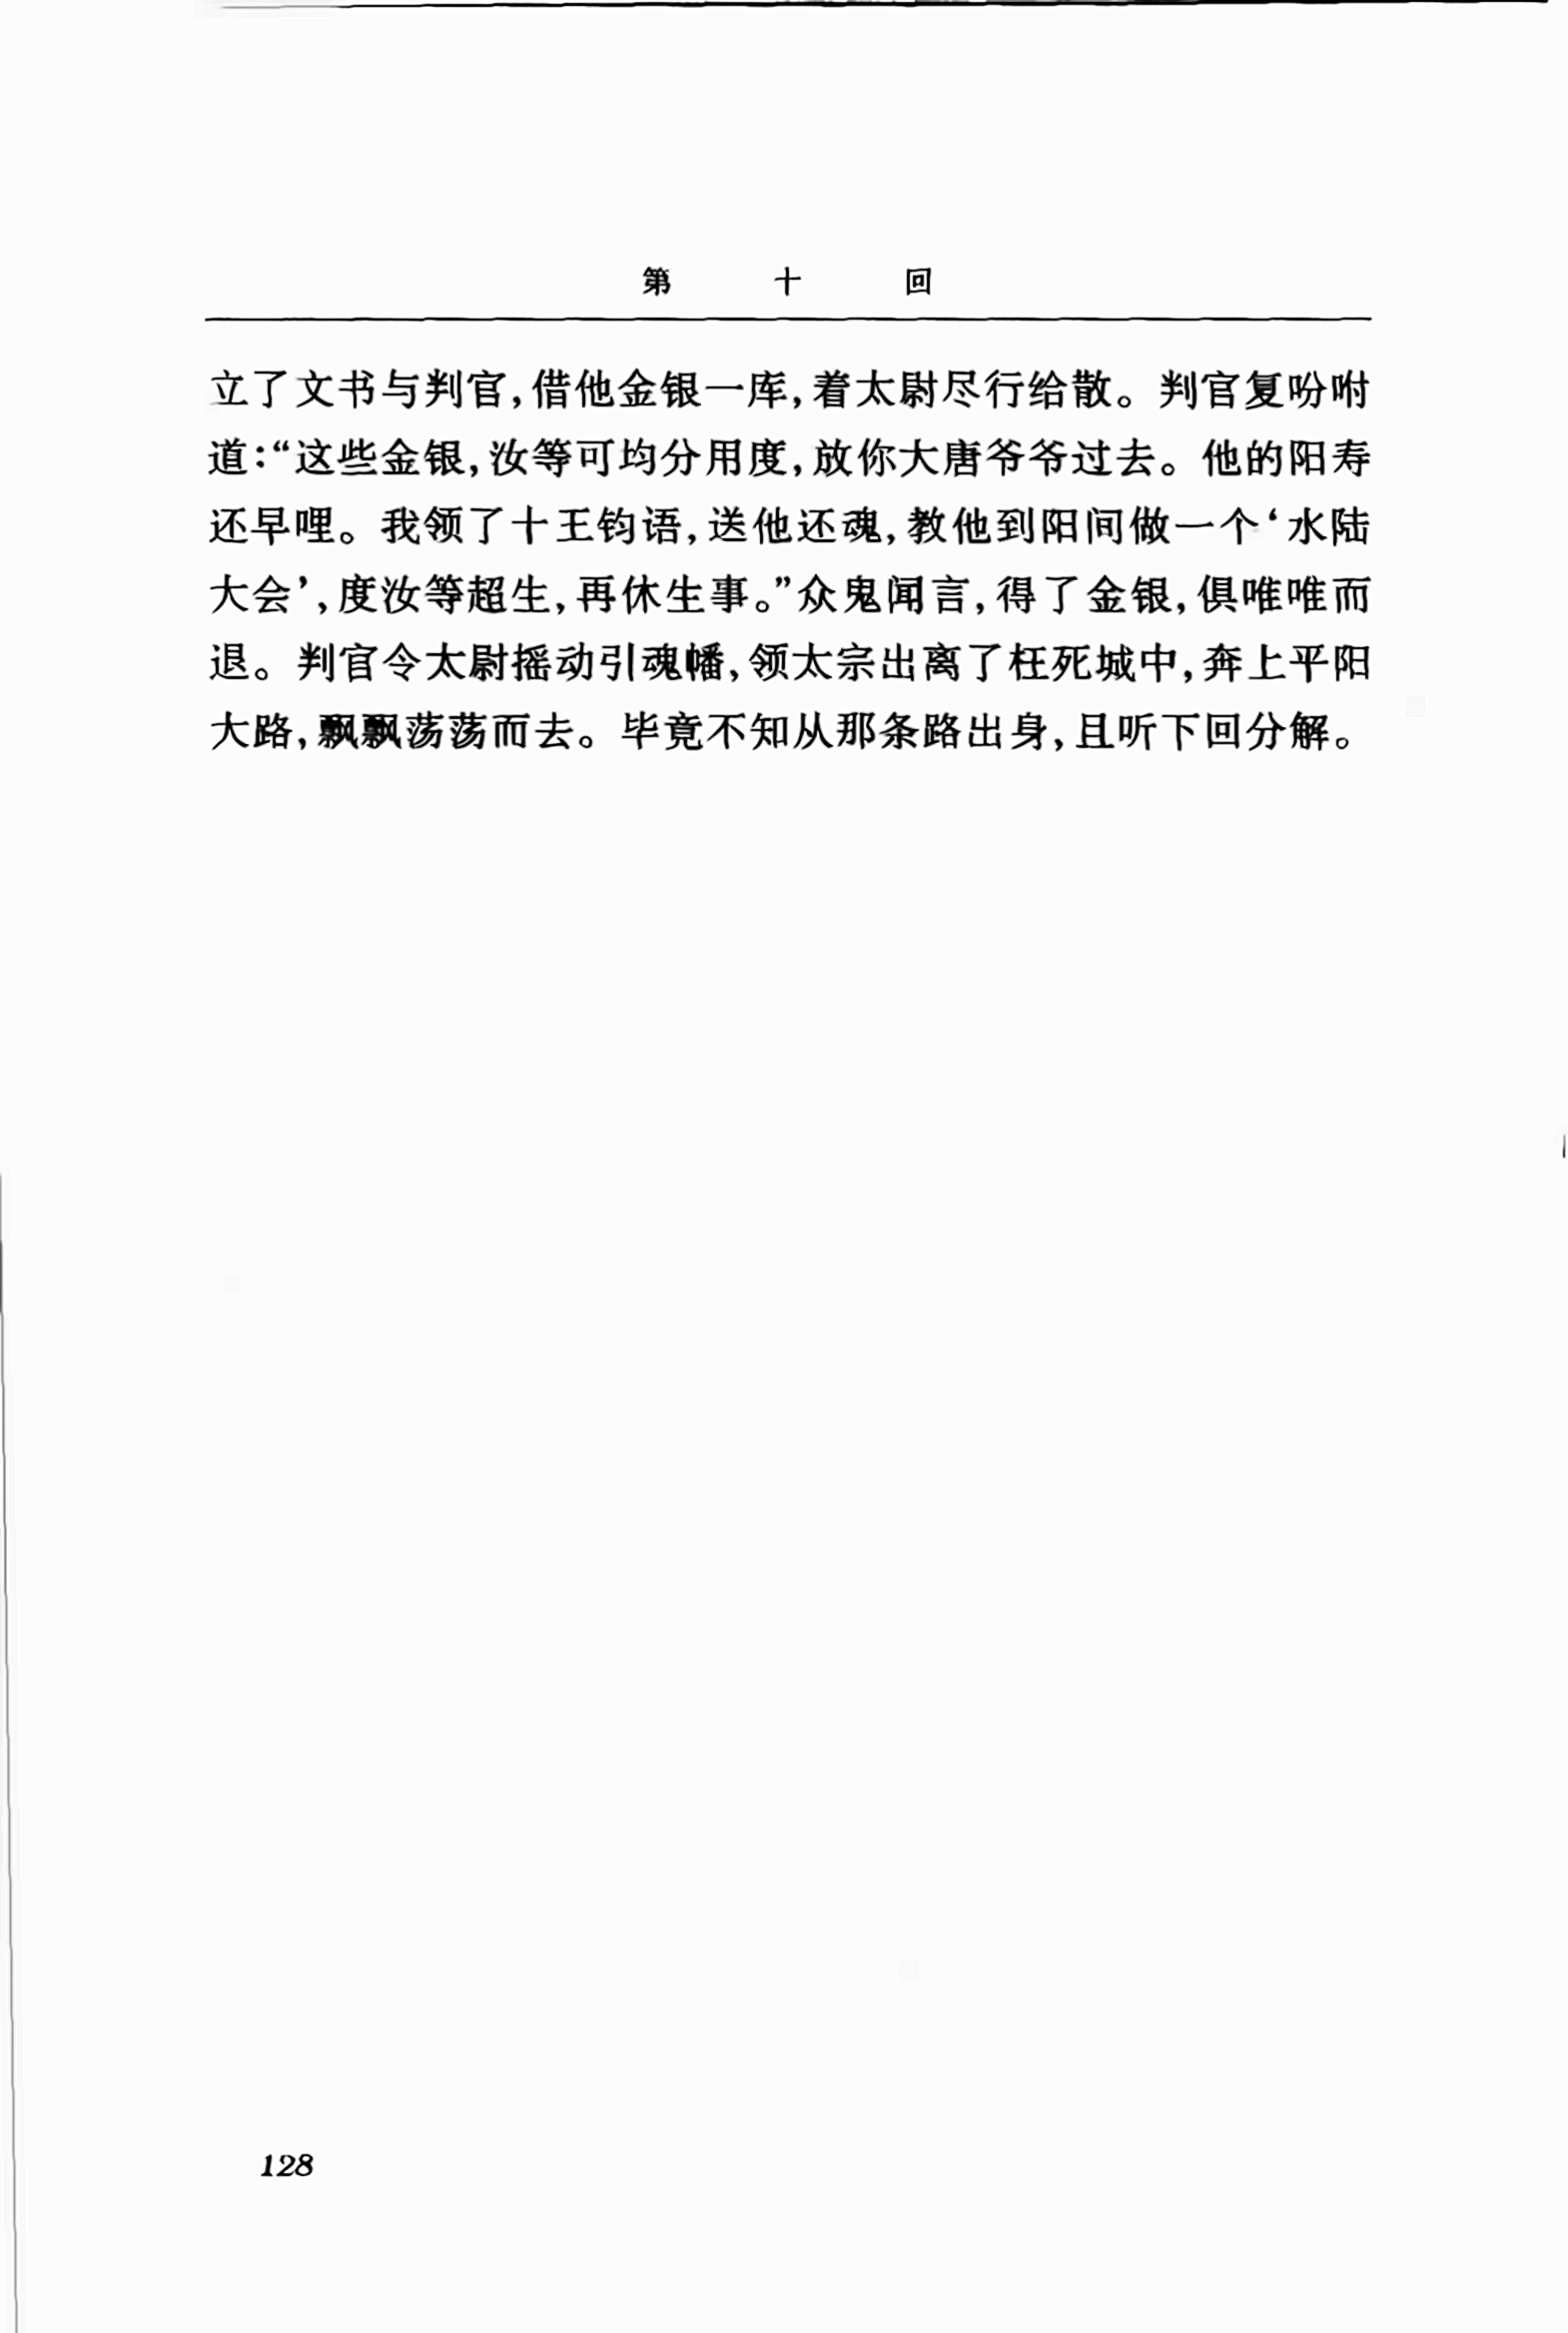 第十回
立了文书与判官,借他金银一库,着太尉尽行给散。判官复吩咐
道:“这些金银,汝等可均分用度,放你大唐爷爷过去。他的阳寿
还早哩。我领了十王钧语,送他还魂,教他到阳间做一个‘水陆
大会’,度汝等超生,再休生事。”众鬼闻言,得了金银,俱唯唯而
退。判官令太尉摇动引魂幡,领太宗出离了枉死城中,奔上平阳
大路,飘飘荡荡而去。毕竟不知从那条路出身,且听下回分解。
128